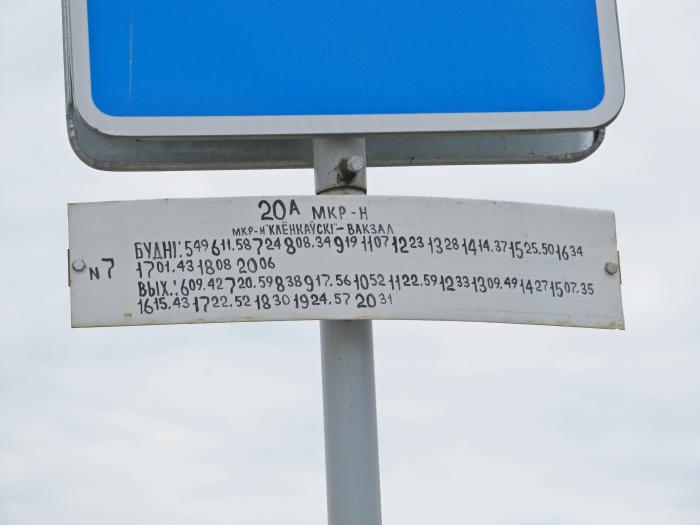 20А МКР-Н
МКР-Н"КЛЁНКАЎСКІ"- ВАКЗАЛ
N 7
БУДНІ: 549 611.58 724 808.34 919 1107 1223 1328 1414.37 1525.50 1634
1701.43 1808 2006
ВЫХ.: 609.42 720.59 838 917.56 1052 1122.59 1233 1309.49 1427 1507.35
1615.43 1722.52 1830 1924.57 2031